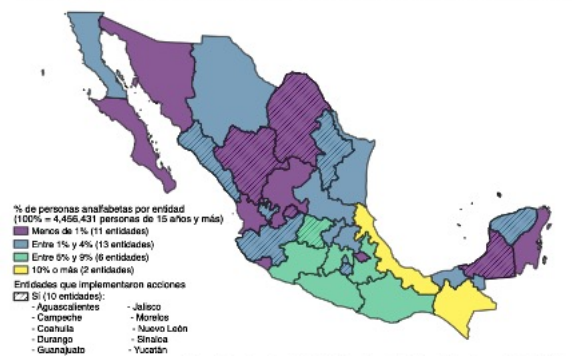 % de personas analfabetas por entidad
(100% = 4,456,431 personas de 15 años y más)
Menos de 1% (11 entidades)
Entre 1% y 4% (13 entidades)
Entre 5% y 9% (6 entidades)
10% o más (2 entidades)
Entidades que implementaron acciones
Sí (10 entidades):
- Aguascalientes - Jalisco
- Campeche - Morelos
- Coahuila - Nuevo León
- Durango - Sinaloa
- Guanajuato - Yucatán